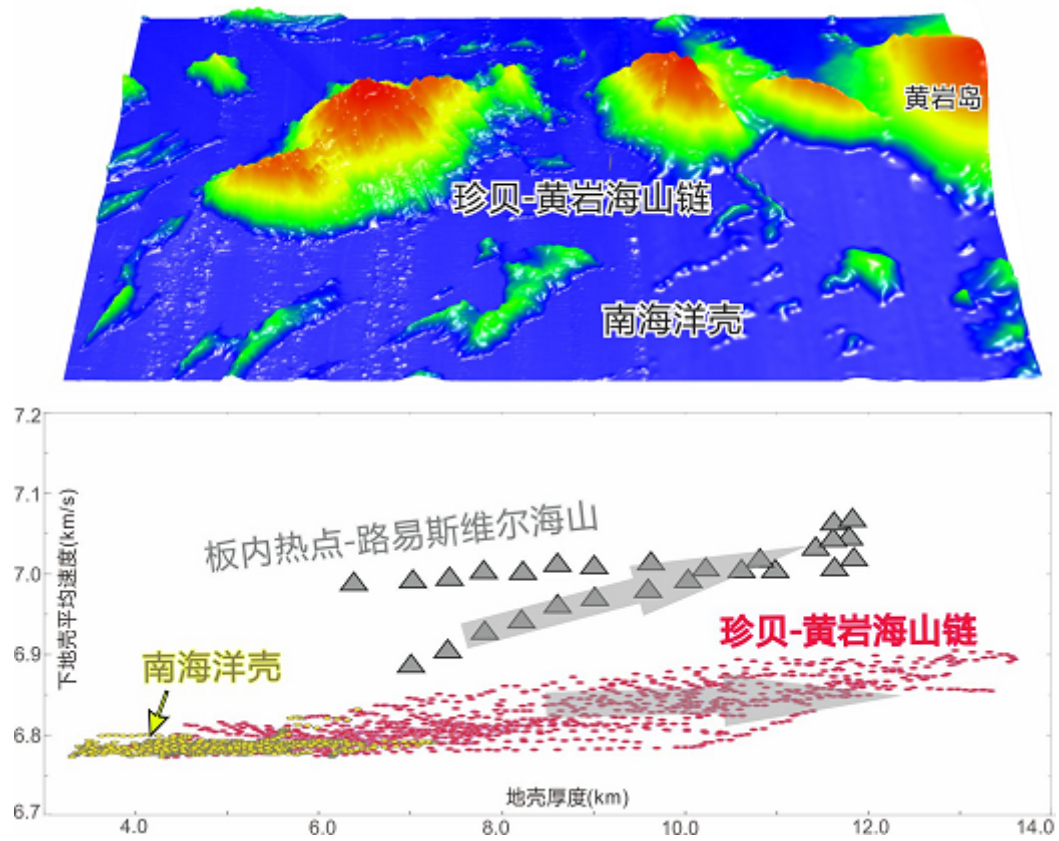 黄岩岛
珍贝-黄岩海山链
南海洋壳
7.2
7.1
7.0
6.9
6.8
6.7
下地壳平均速度(km/s)
板内热点-路易斯维尔海山
珍贝-黄岩海山链
南海洋壳
地壳厚度(km)
4.0 6.0 8.0 10.0 12.0 14.0